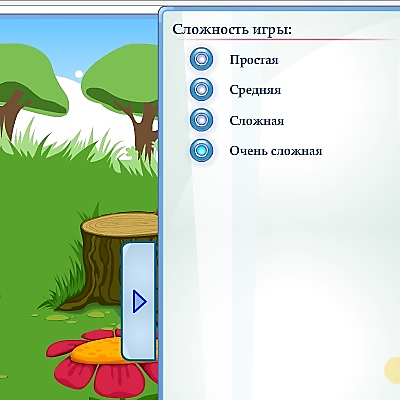 Сложность игры:
Простая
Средняя
Сложная
Очень сложная